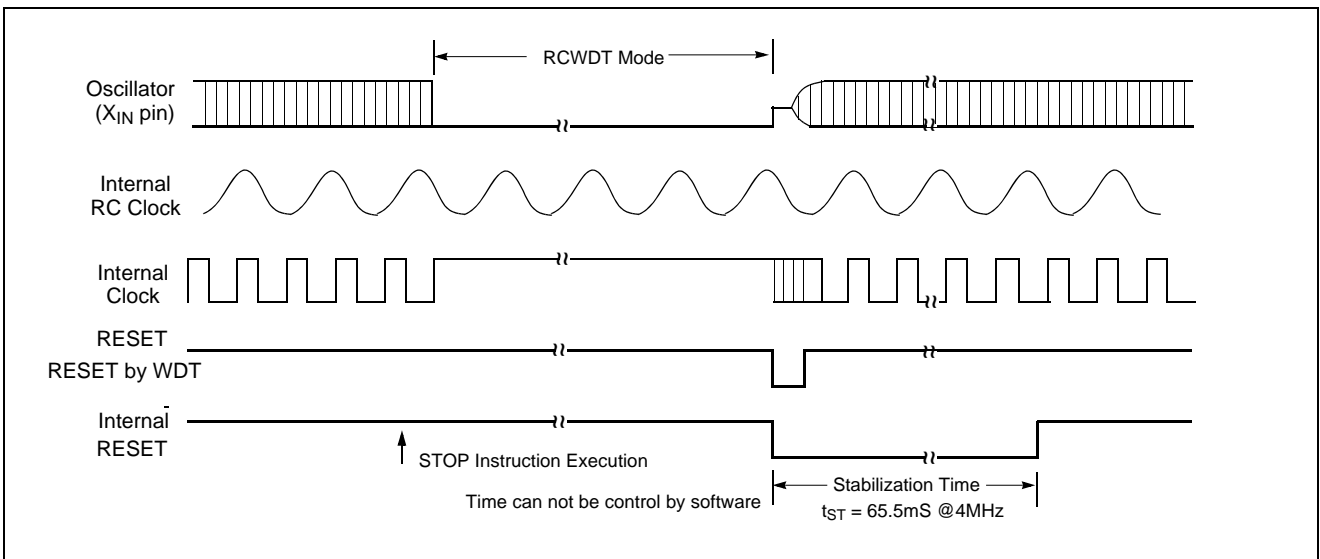 RCWDT Mode
Oscillator
(XIN pin)
Internal
RC Clock
Internal
Clock
RESET
RESET by WDT
Internal
RESET
STOP Instruction Execution
Time can not be control by software
Stabilization Time
tST = 65.5mS @4MHz